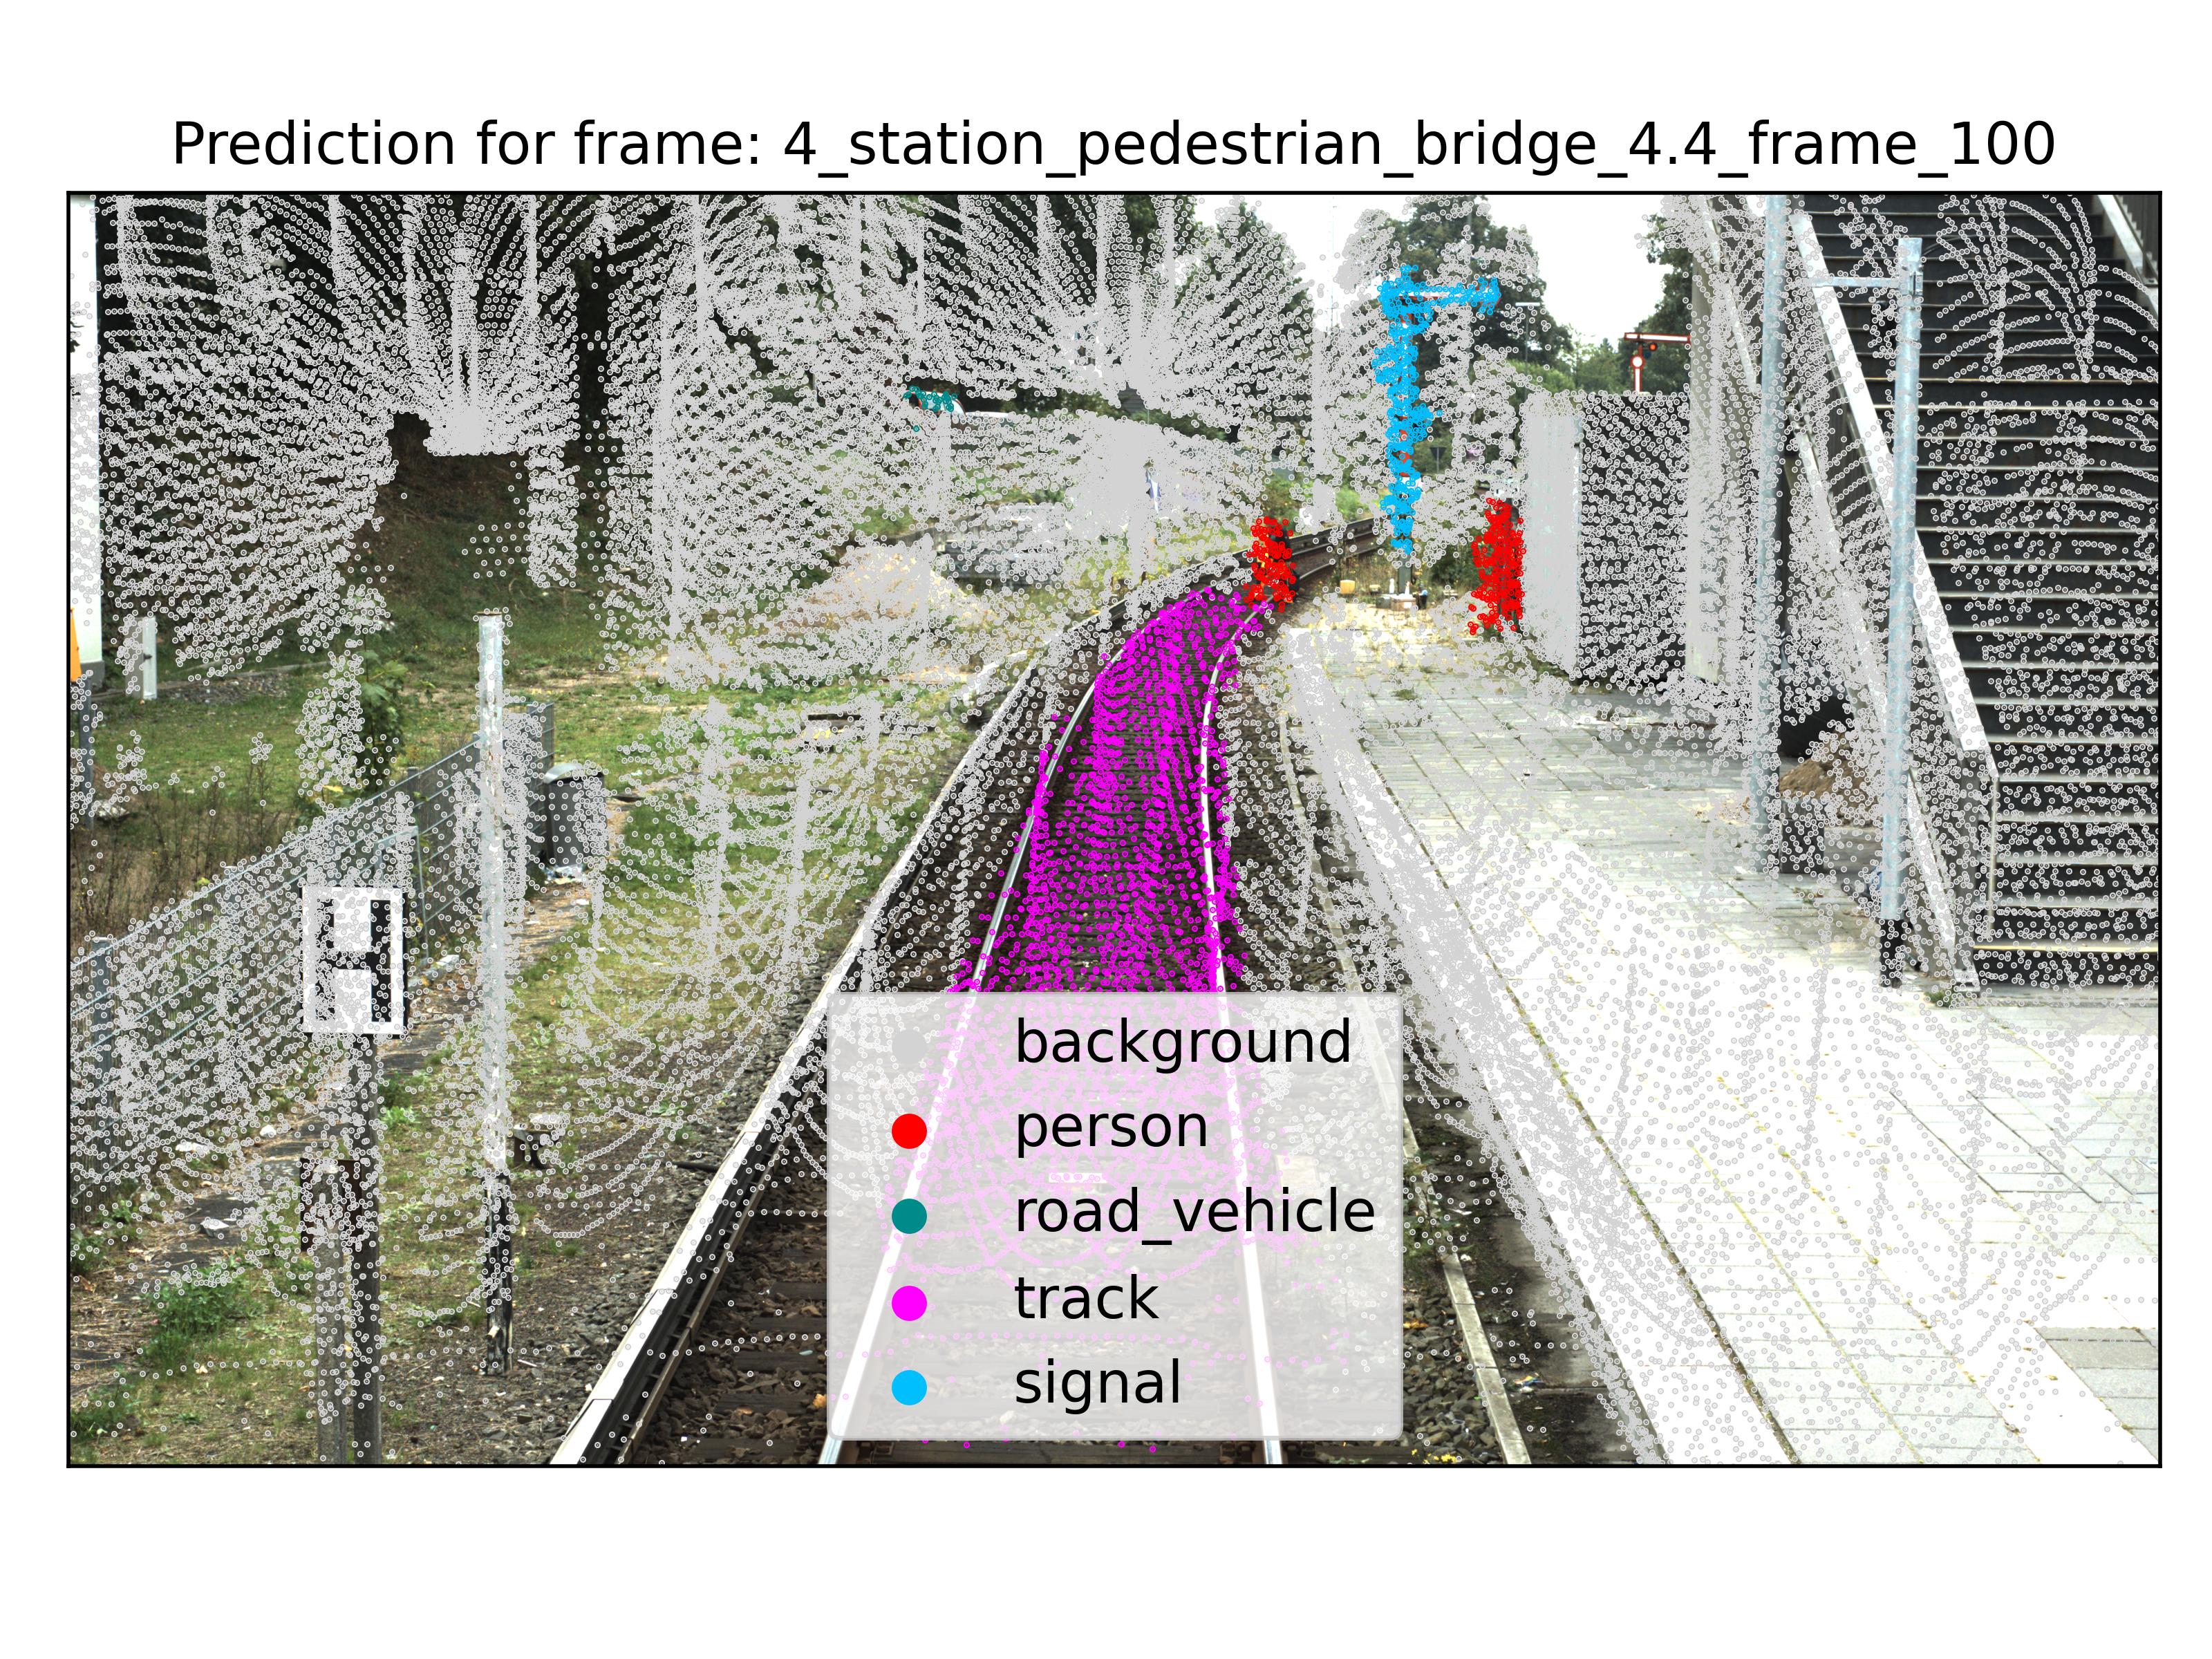 Prediction for frame: 4_station_pedestrian_bridge_4.4_frame_100
H
background
person
road_vehicle
track
signal